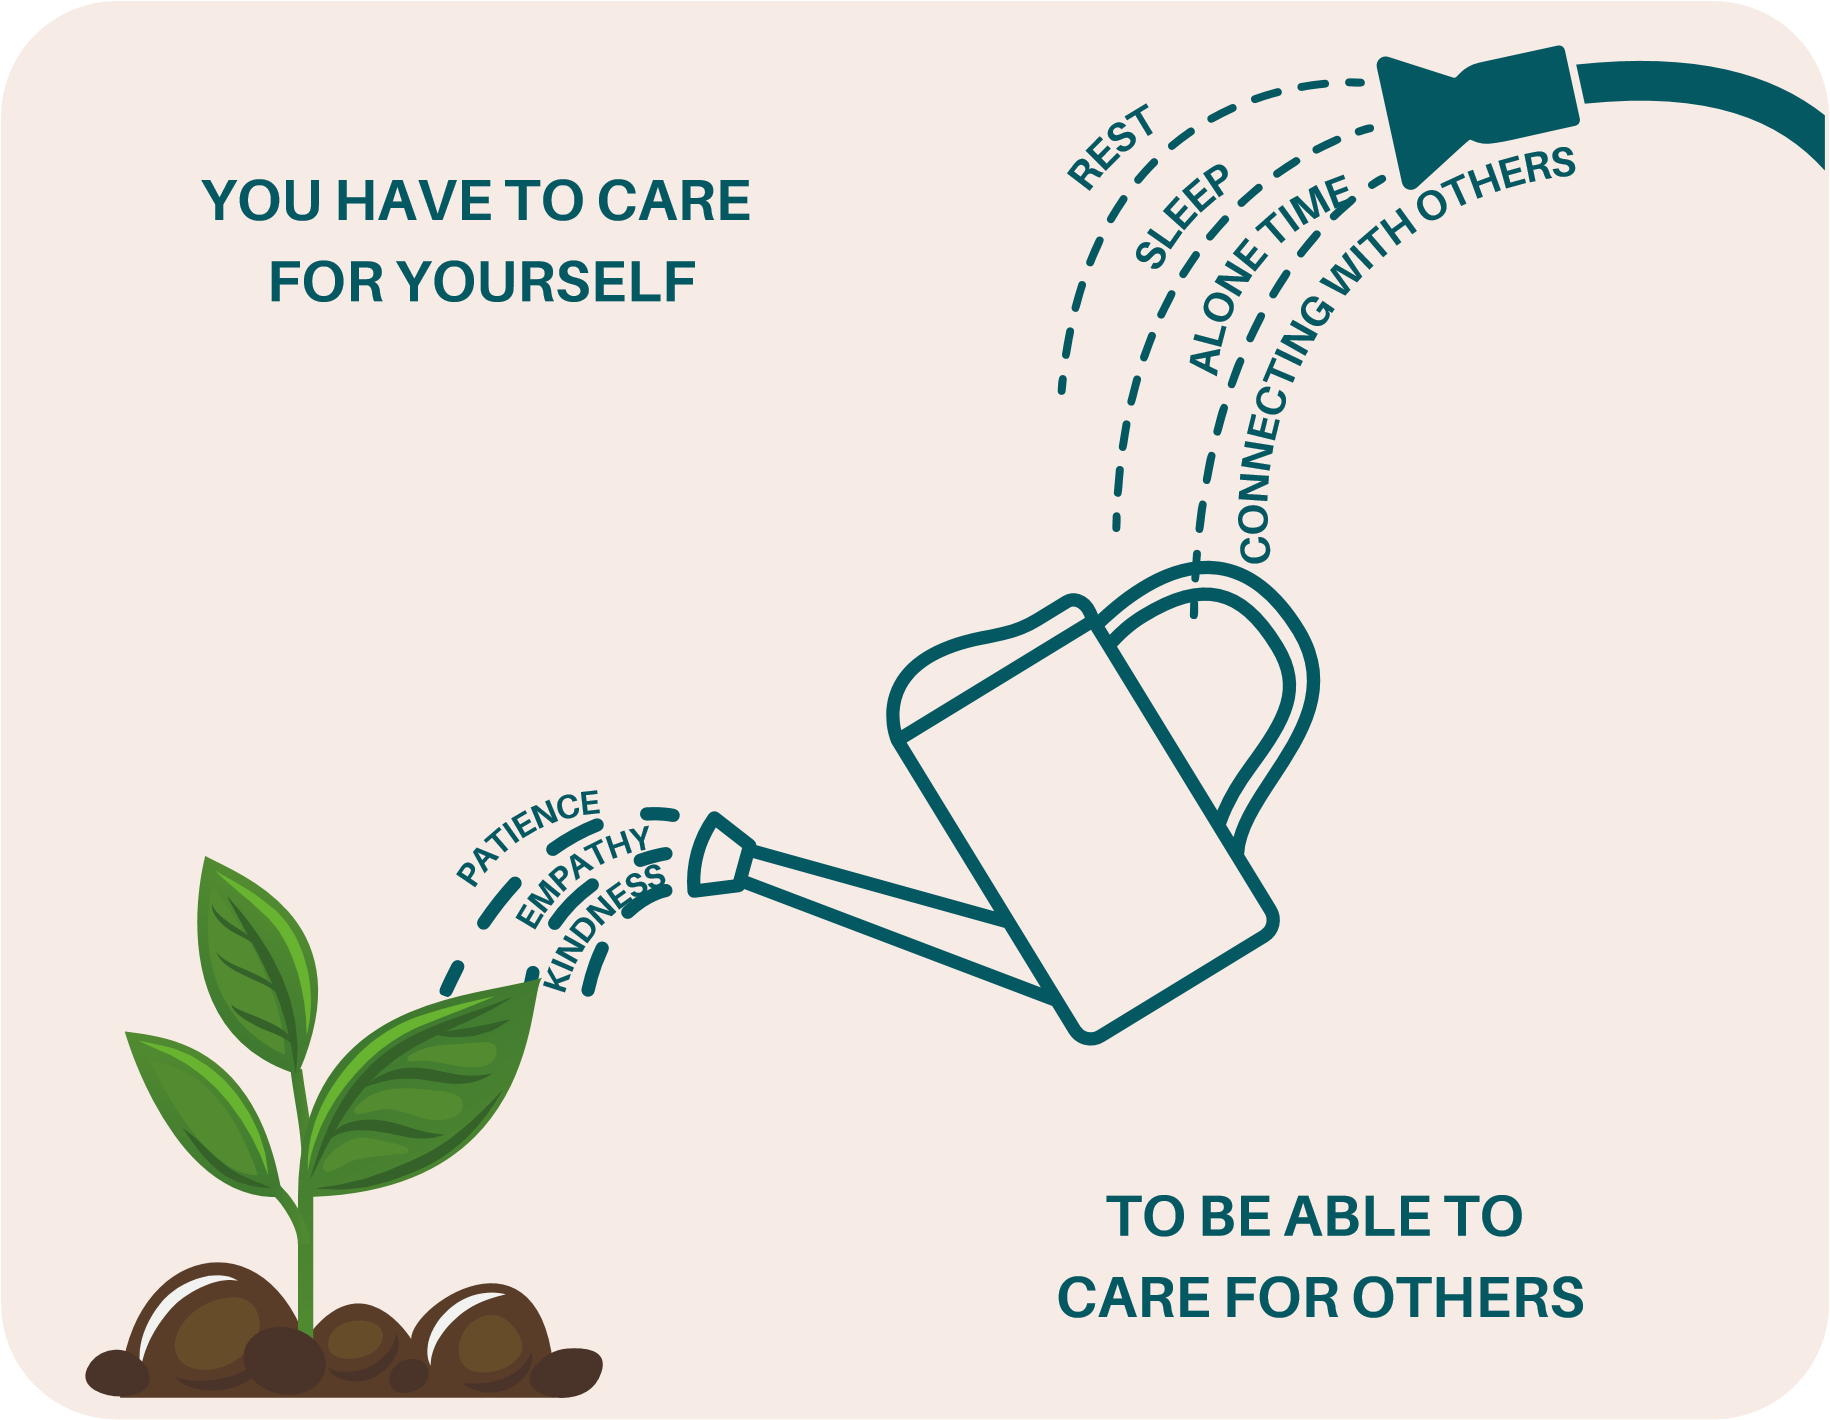 YOU HAVE TO CARE
FOR YOURSELF
REST
SLEEP
ALONE TIME
CONNECTING WITH OTHERS
PATIENCE
EMPATHY
KINDNESS
TO BE ABLE TO
CARE FOR OTHERS